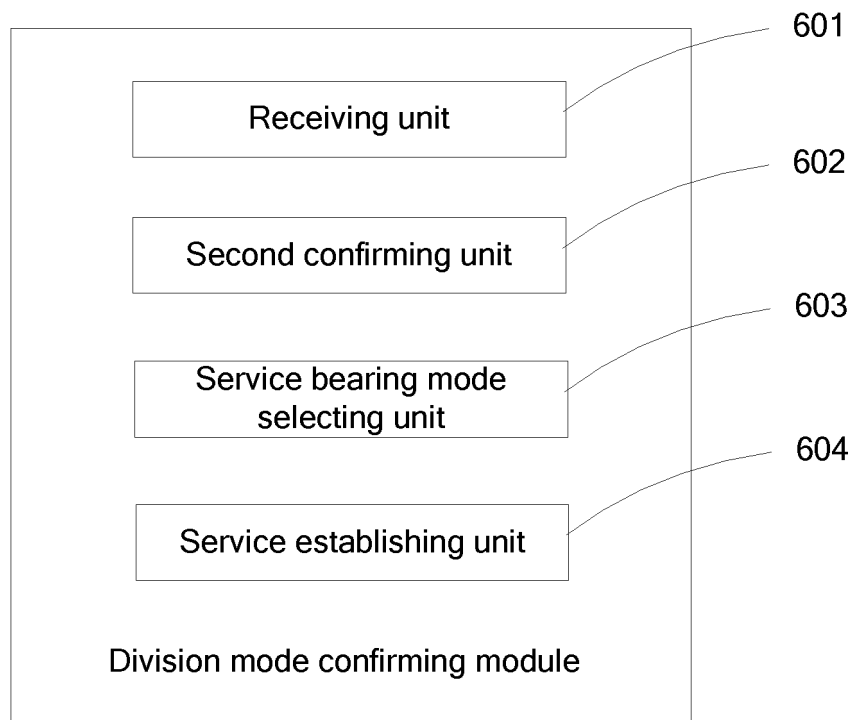 601
Receiving unit
602
Second confirming unit
603
Service bearing mode
selecting unit
604
Service establishing unit
Division mode confirming module